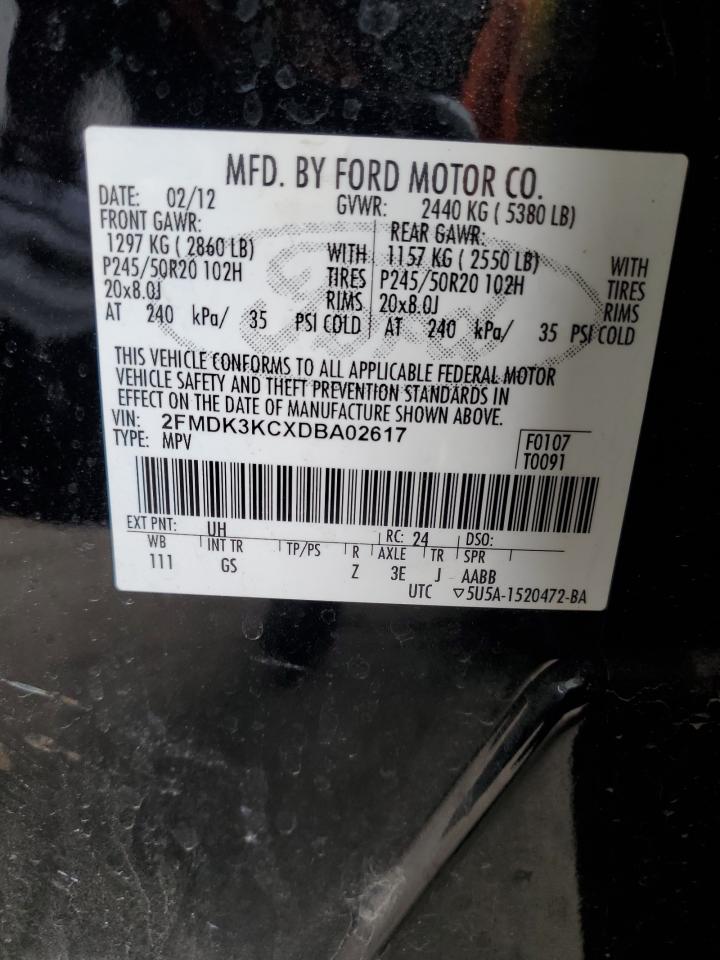 MFD. BY FORD MOTOR CO.
DATE: 02/12 GVWR: 2440 KG ( 5380 LB)
FRONT GAWR: REAR GAWR:
1297 KG ( 2860 LB) WITH 1157 KG ( 2550 LB) WITH
P245/50R20 102H TIRES P245/50R20 102H TIRES
20x8.0J RIMS 20x8.0J RIMS
AT 240 kPa/ 35 PSI COLD AT 240 kPa/ 35 PSI COLD
THIS VEHICLE CONFORMS TO ALL APPLICABLE FEDERAL MOTOR
VEHICLE SAFETY AND THEFT PREVENTION STANDARDS IN
EFFECT ON THE DATE OF MANUFACTURE SHOWN ABOVE.
VIN: 2FMDK3KCXDBA02617 F0107
TYPE: MPV T0091
EXT PNT: UH RC: 24 DSO:
WB INT TR TP/PS R AXLE TR SPR
111 GS Z 3E J AABB
UTC ▽5U5A-1520472-BA
Ford